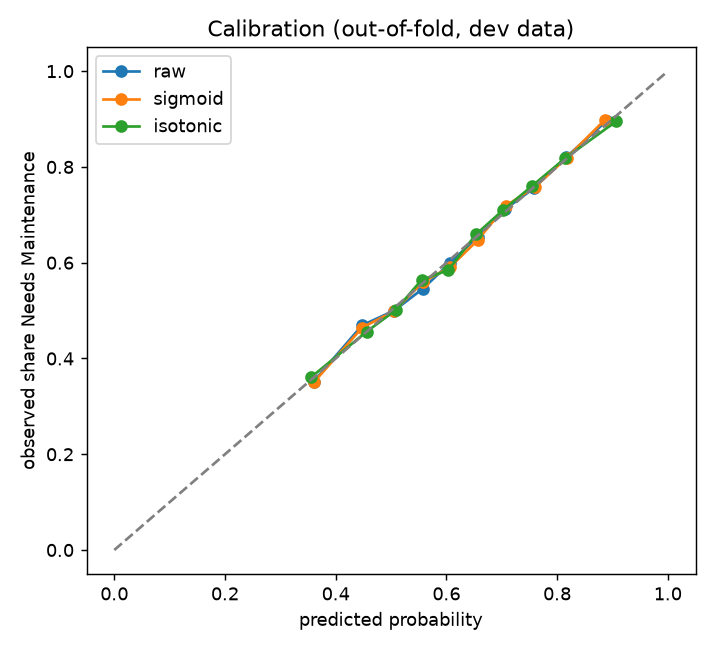 Calibration (out-of-fold, dev data)
raw
sigmoid
isotonic
observed share Needs Maintenance
1.0
0.8
0.6
0.4
0.2
0.0
0.0 0.2 0.4 0.6 0.8 1.0
predicted probability